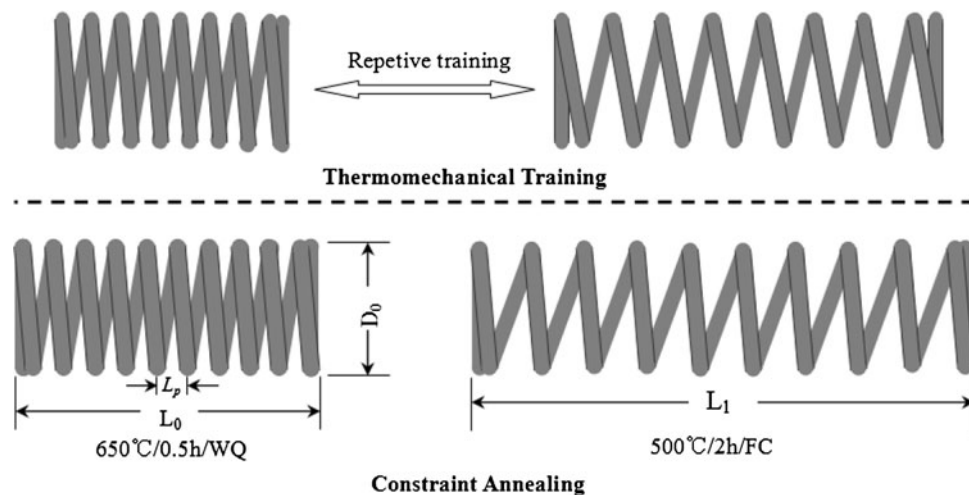 Repetive training
Thermomechanical Training
D₀
Lₚ
L₀
L₁
650℃/0.5h/WQ
500℃/2h/FC
Constraint Annealing